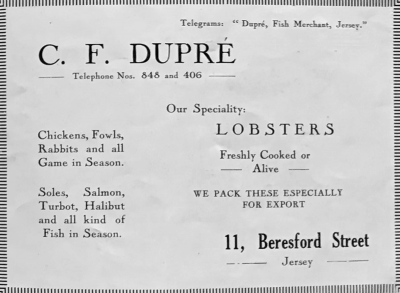 Telegrams: "Dupré, Fish Merchant, Jersey."
C. F. DUPRÉ
Telephone Nos. 848 and 406
Our Speciality:
LOBSTERS
Freshly Cooked or
Alive
WE PACK THESE ESPECIALLY
FOR EXPORT
Chickens, Fowls,
Rabbits and all
Game in Season.
Soles, Salmon,
Turbot, Halibut
and all kind of
Fish in Season.
11, Beresford Street
Jersey